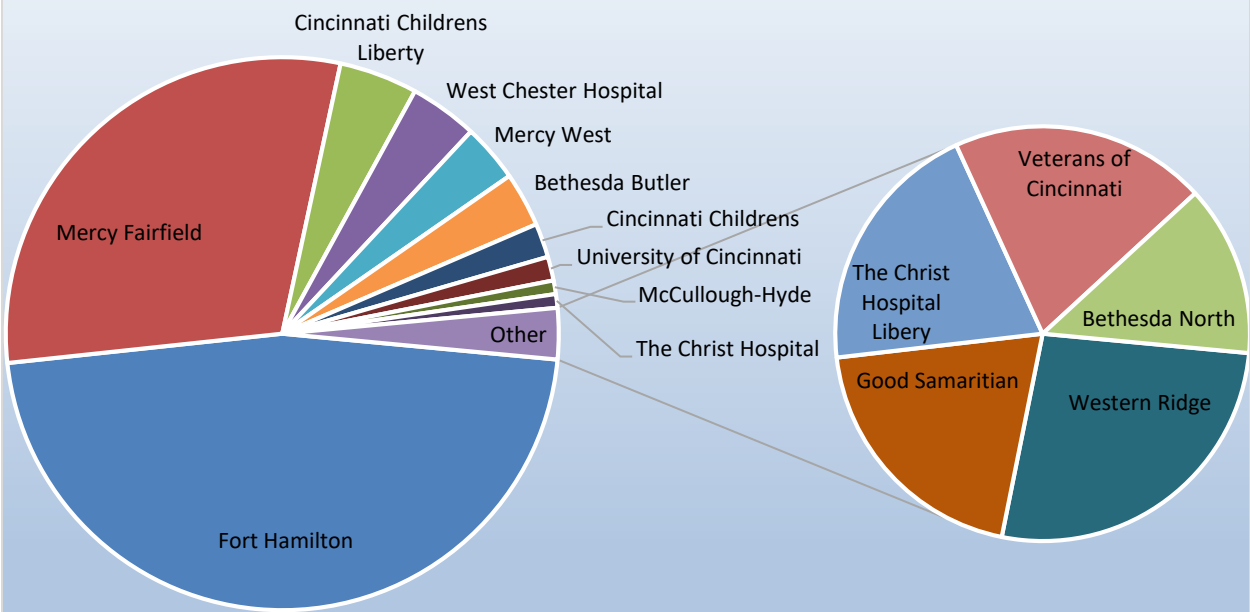 Cincinnati Childrens
Liberty
West Chester Hospital
Mercy West
Bethesda Butler
Cincinnati Childrens
University of Cincinnati
McCullough-Hyde
The Christ Hospital
Other
Mercy Fairfield
Fort Hamilton
Veterans of
Cincinnati
The Christ
Hospital
Libery
Bethesda North
Good Samaritian
Western Ridge